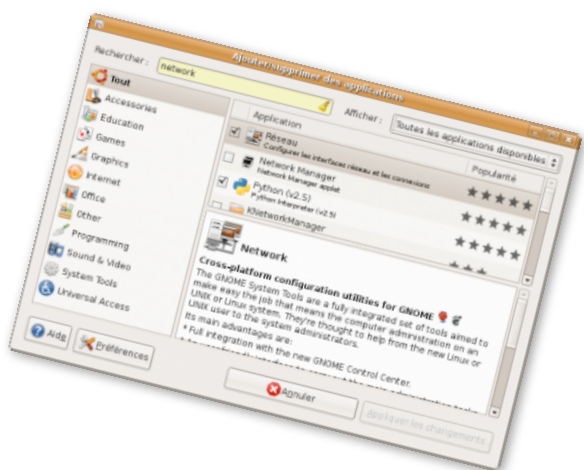 Ajouter/supprimer des applications
Rechercher: network
Afficher: Toutes les applications disponibles
Tout
Accessories
Education
Games
Graphics
Internet
Office
Other
Programming
Sound & Video
System Tools
Universal Access
Application Popularité
Réseau
Configurer les interfaces réseau et les connexions
Network Manager
Network Manager applet
Python (v2.5)
Python Interpreter (v2.5)
KNetworkManager
Network
Cross-platform configuration utilities for GNOME
The GNOME System Tools are a fully integrated set of tools aimed to
make easy the job that means the computer administration on an
UNIX or Linux system. They're thought to help from the new Linux or
UNIX user to the system administrators.
Its main advantages are:
* Full integration with the new GNOME Control Center.
Aide
Préférences
Annuler
Appliquer les changements